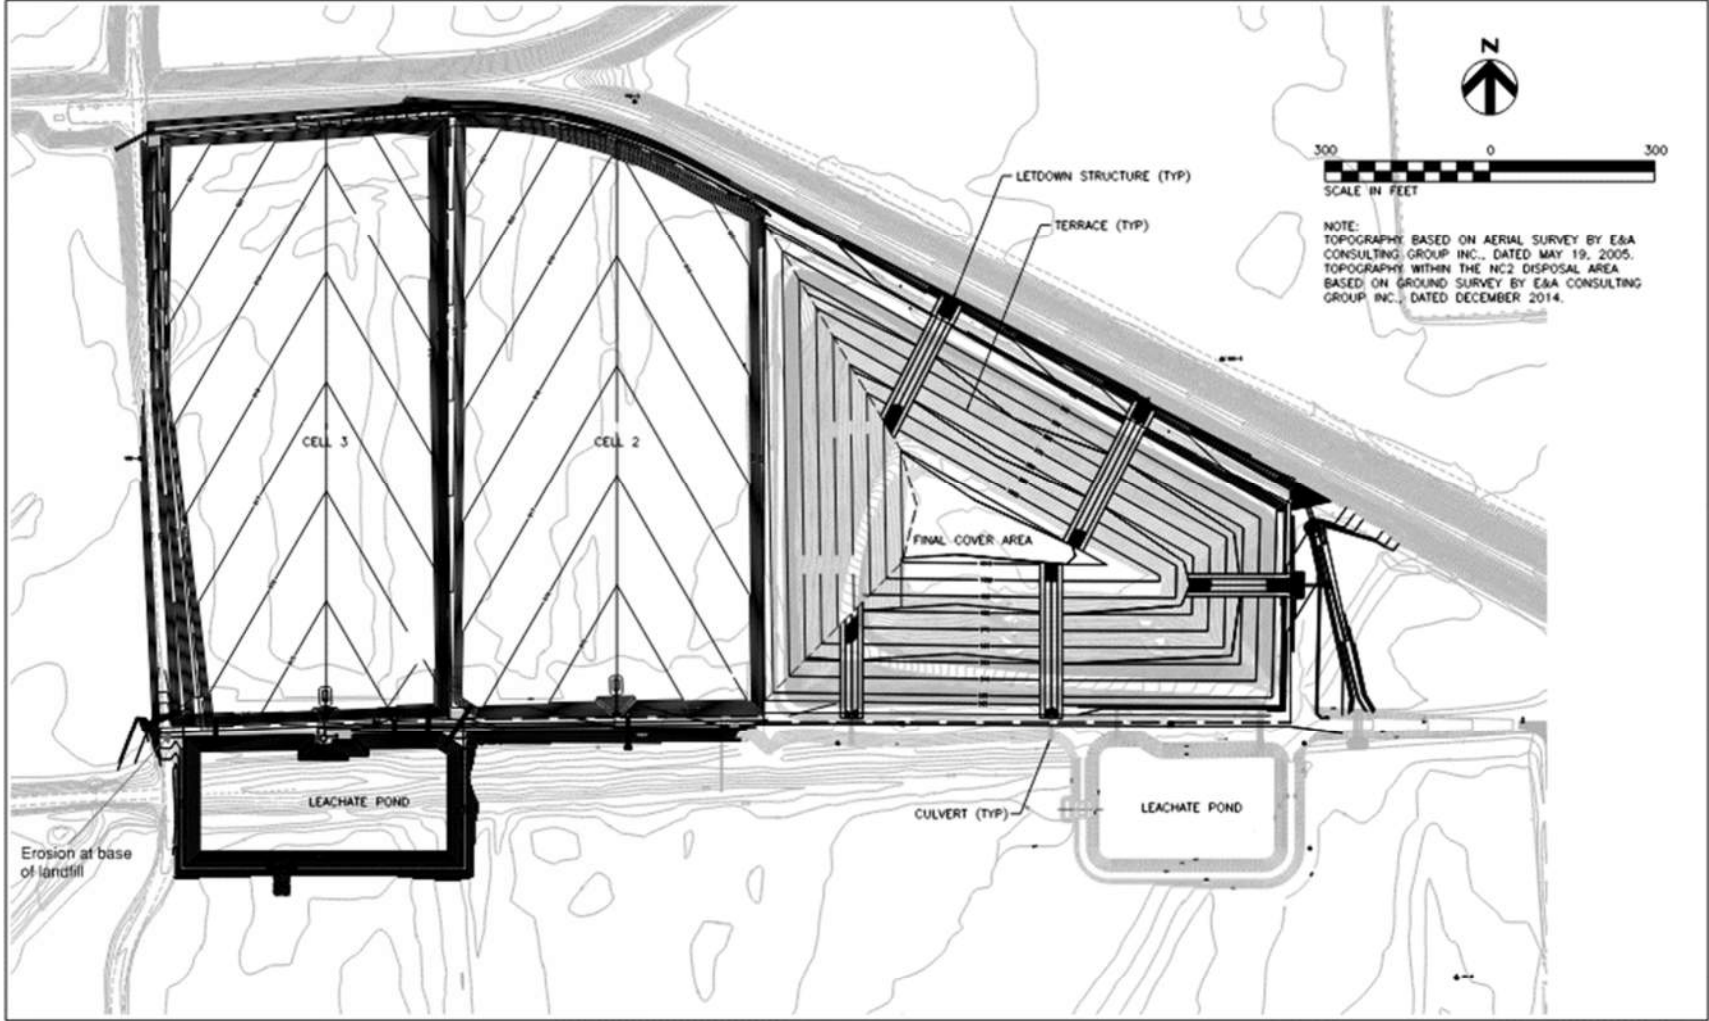 N
300 0 300
SCALE IN FEET
NOTE:
TOPOGRAPHY BASED ON AERIAL SURVEY BY E&A
CONSULTING GROUP INC., DATED MAY 19, 2005.
TOPOGRAPHY WITHIN THE NC2 DISPOSAL AREA
BASED ON GROUND SURVEY BY E&A CONSULTING
GROUP INC., DATED DECEMBER 2014.
LETDOWN STRUCTURE (TYP)
TERRACE (TYP)
CELL 3
CELL 2
FINAL COVER AREA
LEACHATE POND
CULVERT (TYP)
LEACHATE POND
Erosion at base
of landfill